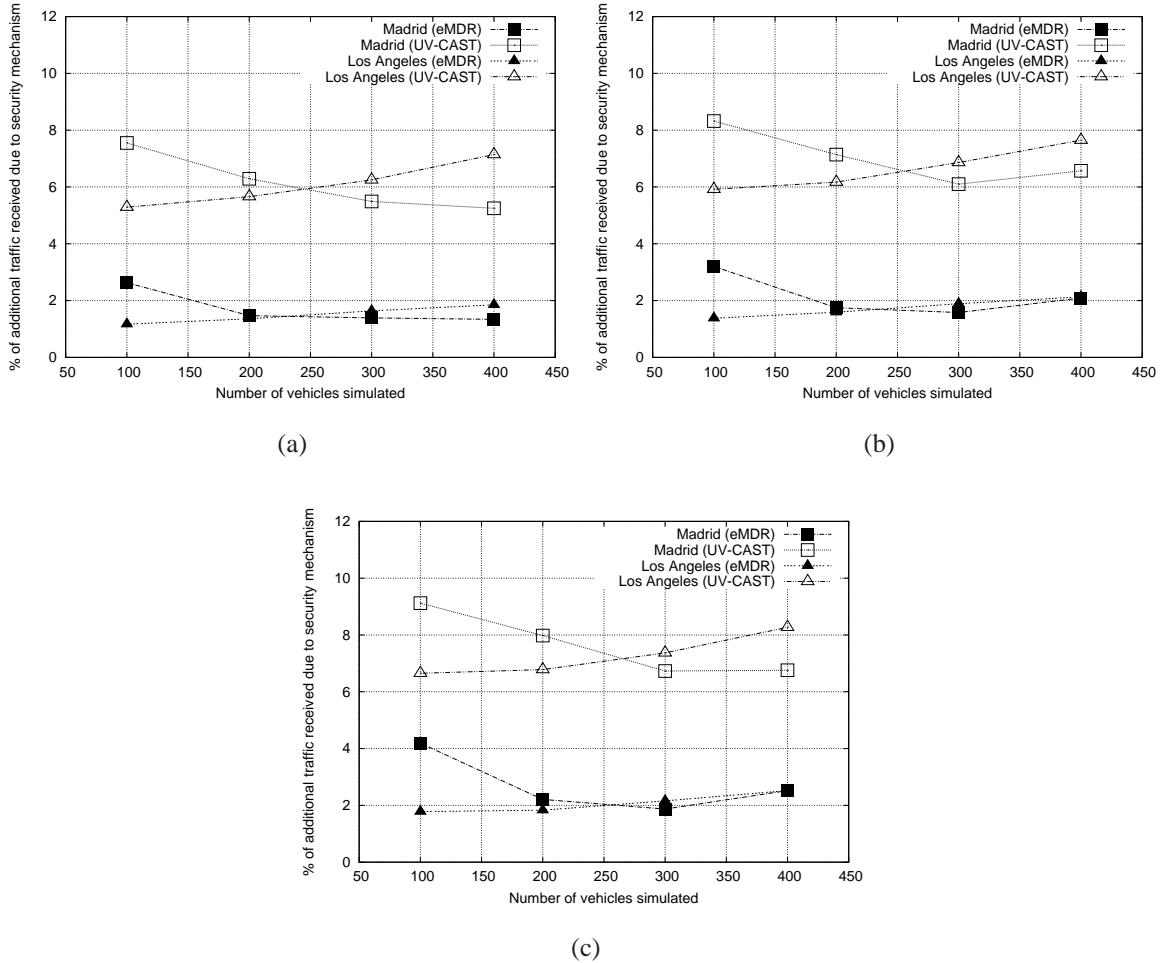 % of additional traffic received due to security mechanism
12
10
8
6
4
2
0
50 100 150 200 250 300 350 400 450
Number of vehicles simulated
Madrid (eMDR)
Madrid (UV-CAST)
Los Angeles (eMDR)
Los Angeles (UV-CAST)
(a)
% of additional traffic received due to security mechanism
12
10
8
6
4
2
0
50 100 150 200 250 300 350 400 450
Number of vehicles simulated
Madrid (eMDR)
Madrid (UV-CAST)
Los Angeles (eMDR)
Los Angeles (UV-CAST)
(b)
% of additional traffic received due to security mechanism
12
10
8
6
4
2
0
50 100 150 200 250 300 350 400 450
Number of vehicles simulated
Madrid (eMDR)
Madrid (UV-CAST)
Los Angeles (eMDR)
Los Angeles (UV-CAST)
(c)